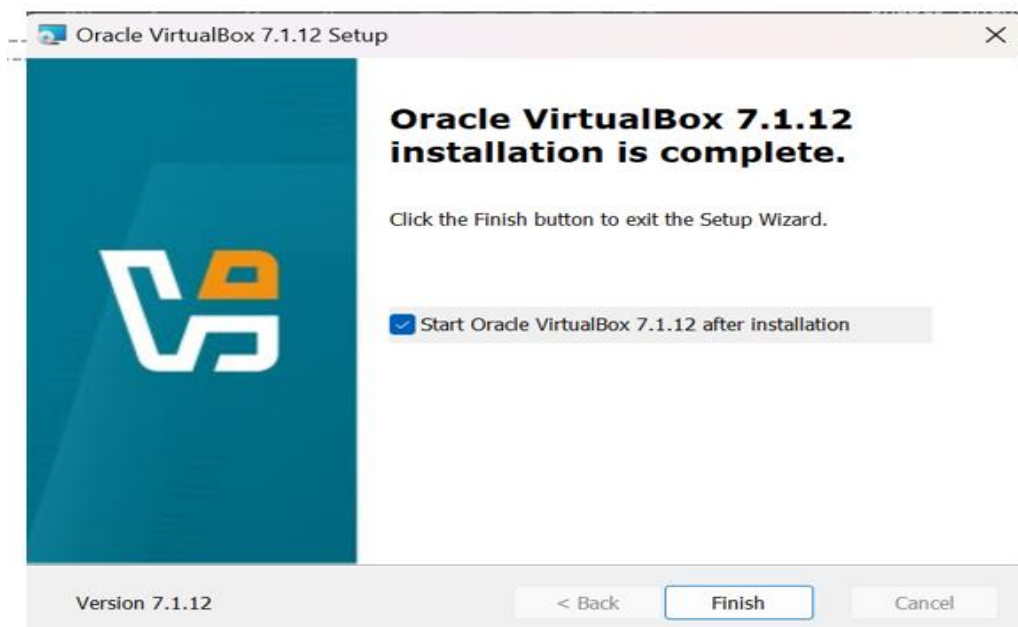 Oracle VirtualBox 7.1.12 Setup
Oracle VirtualBox 7.1.12
installation is complete.
Click the Finish button to exit the Setup Wizard.
Start Oracle VirtualBox 7.1.12 after installation
Version 7.1.12
< Back
Finish
Cancel